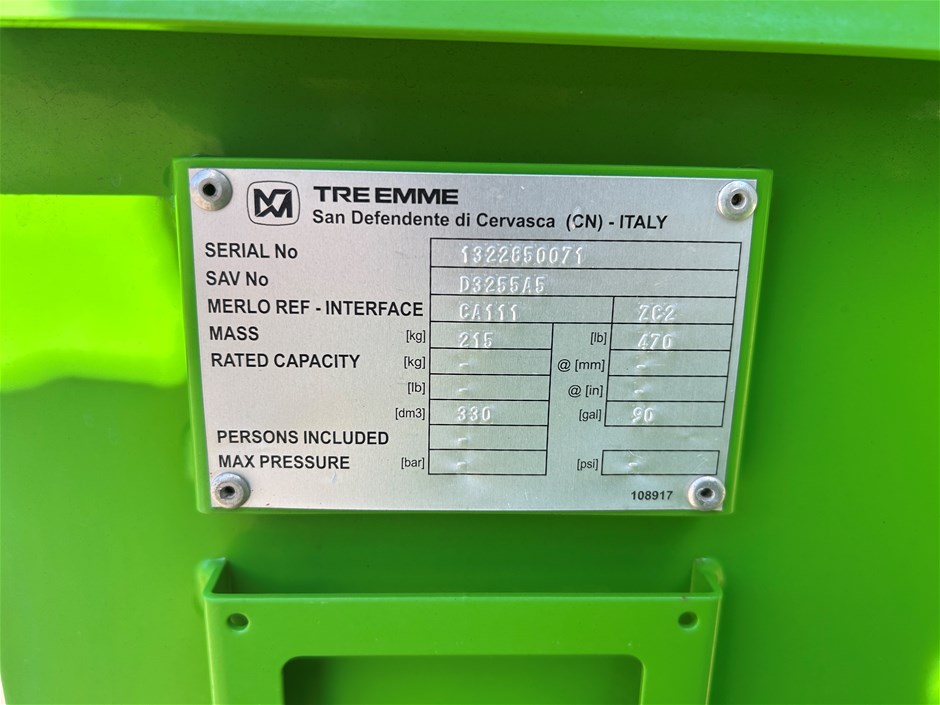 TRE EMME
San Defendente di Cervasca (CN) - ITALY
SERIAL No 1322850071
SAV No D3255A5
MERLO REF - INTERFACE CA111 ZC2
MASS [kg] 215 [lb] 470
RATED CAPACITY [kg] - @ [mm] -
[lb] - @ [in] -
[dm3] 330 [gal] 90
PERSONS INCLUDED -
MAX PRESSURE [bar] - [psi] -
108917